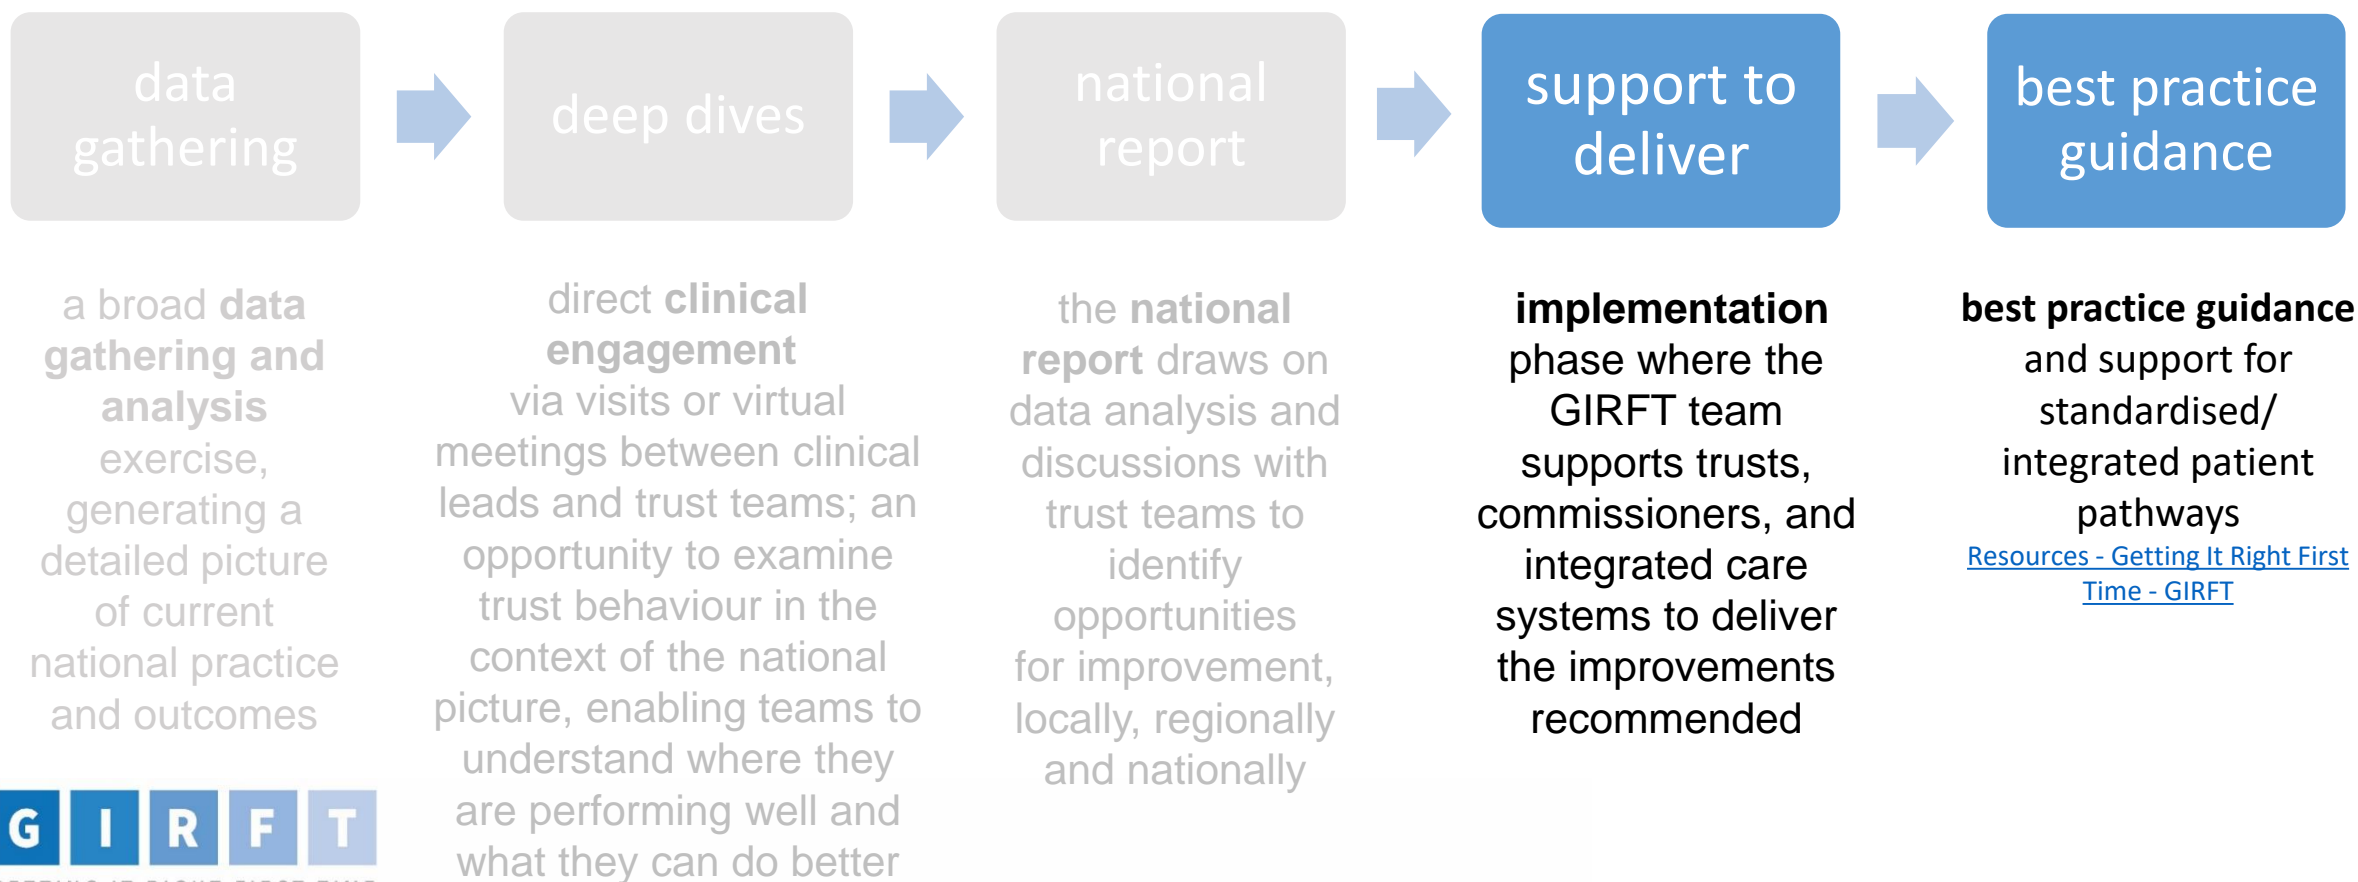 data
gathering
deep dives
national
report
support to
deliver
best practice
guidance
a broad data
gathering and
analysis
exercise,
generating a
detailed picture
of current
national practice
and outcomes
direct clinical
engagement
via visits or virtual
meetings between clinical
leads and trust teams; an
opportunity to examine
trust behaviour in the
context of the national
picture, enabling teams to
understand where they
are performing well and
what they can do better
the national
report draws on
data analysis and
discussions with
trust teams to
identify
opportunities
for improvement,
locally, regionally
and nationally
implementation
phase where the
GIRFT team
supports trusts,
commissioners, and
integrated care
systems to deliver
the improvements
recommended
best practice guidance
and support for
standardised/
integrated patient
pathways
Resources - Getting It Right First
Time - GIRFT
G I R F T